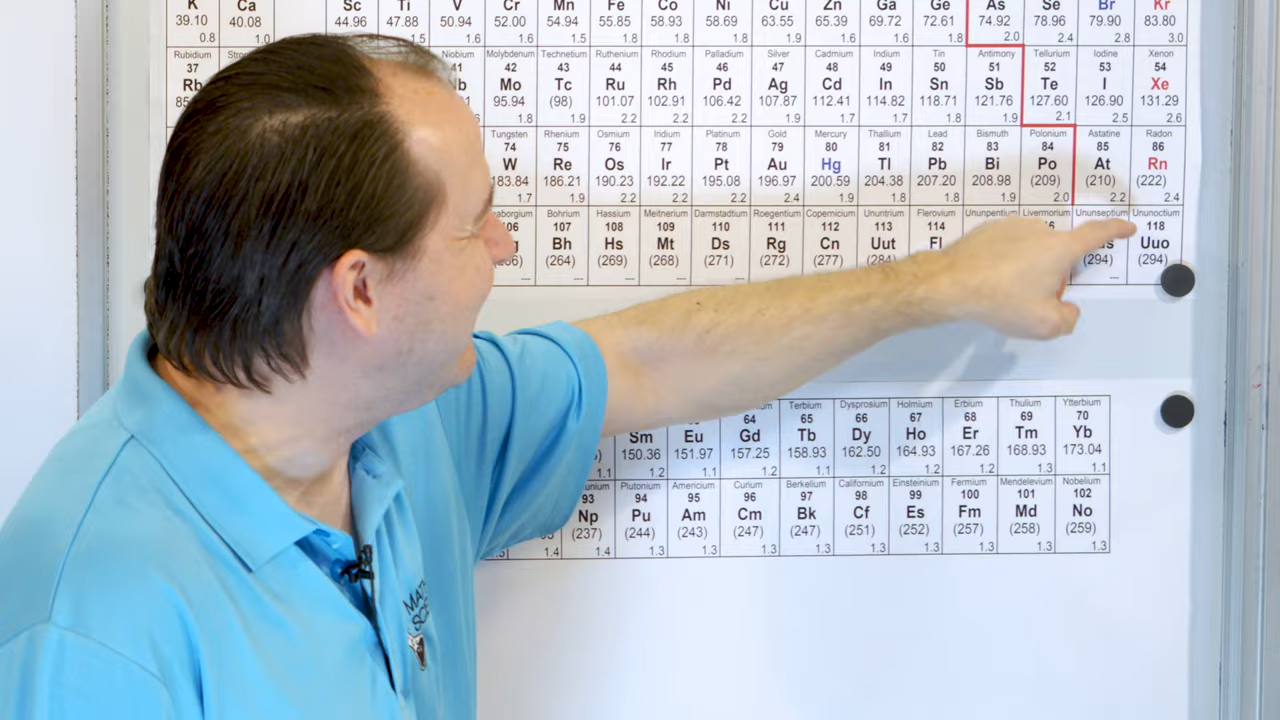 K Ca Sc Ti V Cr Mn Fe Co Ni Cu Zn Ga Ge As Se Br Kr
39.10 40.08 44.96 47.88 50.94 52.00 54.94 55.85 58.93 58.69 63.55 65.39 69.72 72.61 74.92 78.96 79.90 83.80
0.8 1.0 1.6 1.6 1.5 1.8 1.8 1.8 1.9 1.6 1.6 1.8 2.0 2.4 2.8 3.0
Rubidium Niobium Molybdenum Technetium Ruthenium Rhodium Palladium Silver Cadmium Indium Tin Antimony Tellurium Iodine Xenon
37 41 42 43 44 45 46 47 48 49 50 51 52 53 54
Rb Mo Tc Ru Rh Pd Ag Cd In Sn Sb Te I Xe
95.94 (98) 101.07 102.91 106.42 107.87 112.41 114.82 118.71 121.76 127.60 126.90 131.29
1.8 1.9 2.2 2.2 2.2 1.9 1.7 1.7 1.8 1.9 2.1 2.5 2.6
Tungsten Rhenium Osmium Iridium Platinum Gold Mercury Thallium Lead Bismuth Polonium Astatine Radon
74 75 76 77 78 79 80 81 82 83 84 85 86
W Re Os Ir Pt Au Hg Tl Pb Bi Po At Rn
183.84 186.21 190.23 192.22 195.08 196.97 200.59 204.38 207.20 208.98 (209) (210) (222)
1.7 1.9 2.2 2.2 2.2 2.4 1.9 1.8 1.8 1.9 2.0 2.2 2.4
Bohrium Hassium Meitnerium Darmstadtium Roegentium Copernicium Ununtrium Flerovium Livermorium Ununseptium Ununoctium
107 108 109 110 111 112 113 114 118
Bh Hs Mt Ds Rg Cn Uut Fl Uuo
(264) (269) (268) (271) (272) (277) (284) (294) (294)
Terbium Dysprosium Holmium Erbium Thulium Ytterbium
64 65 66 67 68 69 70
Sm Eu Gd Tb Dy Ho Er Tm Yb
150.36 151.97 157.25 158.93 162.50 164.93 167.26 168.93 173.04
1.1 1.2 1.1 1.2 1.1 1.2 1.2 1.2 1.3 1.1
Plutonium Americium Curium Berkelium Californium Einsteinium Fermium Mendelevium Nobelium
93 94 95 96 97 98 99 100 101 102
Np Pu Am Cm Bk Cf Es Fm Md No
(237) (244) (243) (247) (247) (251) (252) (257) (258) (259)
1.4 1.4 1.3 1.3 1.3 1.3 1.3 1.3 1.3 1.3 1.3